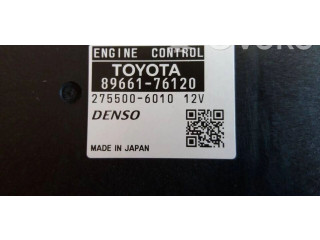 ENGINE CONTROL
TOYOTA
89661-76120
275500-6010 12V
DENSO
MADE IN JAPAN